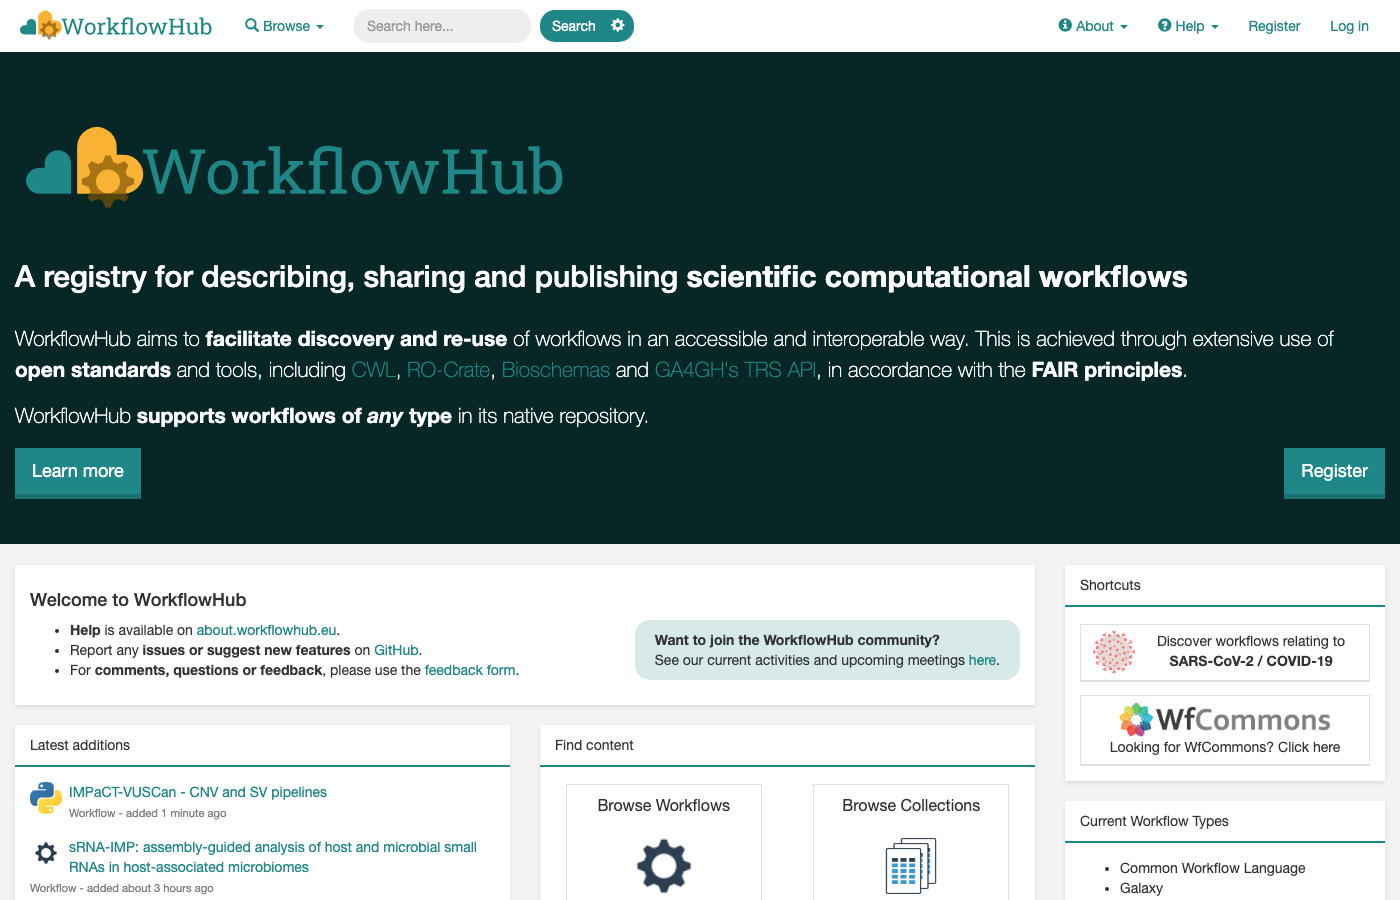 WorkflowHub Browse Search here... Search About Help Register Log in
WorkflowHub
A registry for describing, sharing and publishing scientific computational workflows
WorkflowHub aims to facilitate discovery and re-use of workflows in an accessible and interoperable way. This is achieved through extensive use of
open standards and tools, including CWL, RO-Crate, Bioschemas and GA4GH's TRS API, in accordance with the FAIR principles.
WorkflowHub supports workflows of any type in its native repository.
Learn more
Register
Welcome to WorkflowHub
Help is available on about.workflowhub.eu.
Report any issues or suggest new features on GitHub.
For comments, questions or feedback, please use the feedback form.
Want to join the WorkflowHub community?
See our current activities and upcoming meetings here.
Latest additions
IMPaCT-VUSCan - CNV and SV pipelines
Workflow - added 1 minute ago
sRNA-IMP: assembly-guided analysis of host and microbial small
RNAs in host-associated microbiomes
Workflow - added about 3 hours ago
Find content
Browse Workflows
Browse Collections
Shortcuts
Discover workflows relating to
SARS-CoV-2 / COVID-19
WfCommons
Looking for WfCommons? Click here
Current Workflow Types
Common Workflow Language
Galaxy